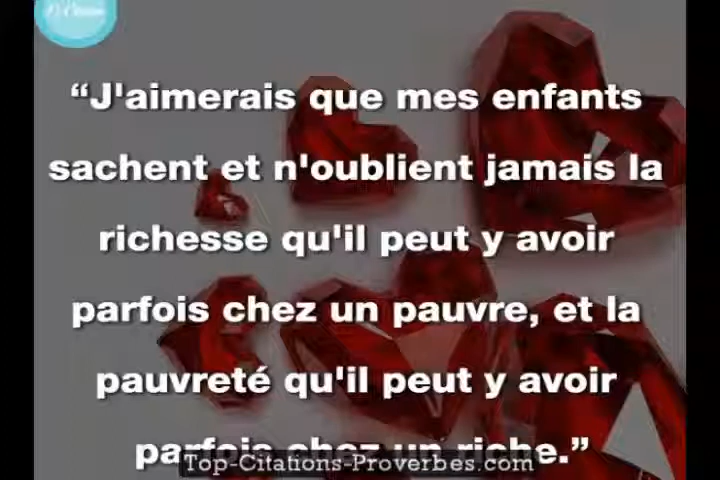 “J'aimerais que mes enfants
sachent et n'oublient jamais la
richesse qu'il peut y avoir
parfois chez un pauvre, et la
pauvreté qu'il peut y avoir
parfois chez un riche.”
Top-Citations-Proverbes.com